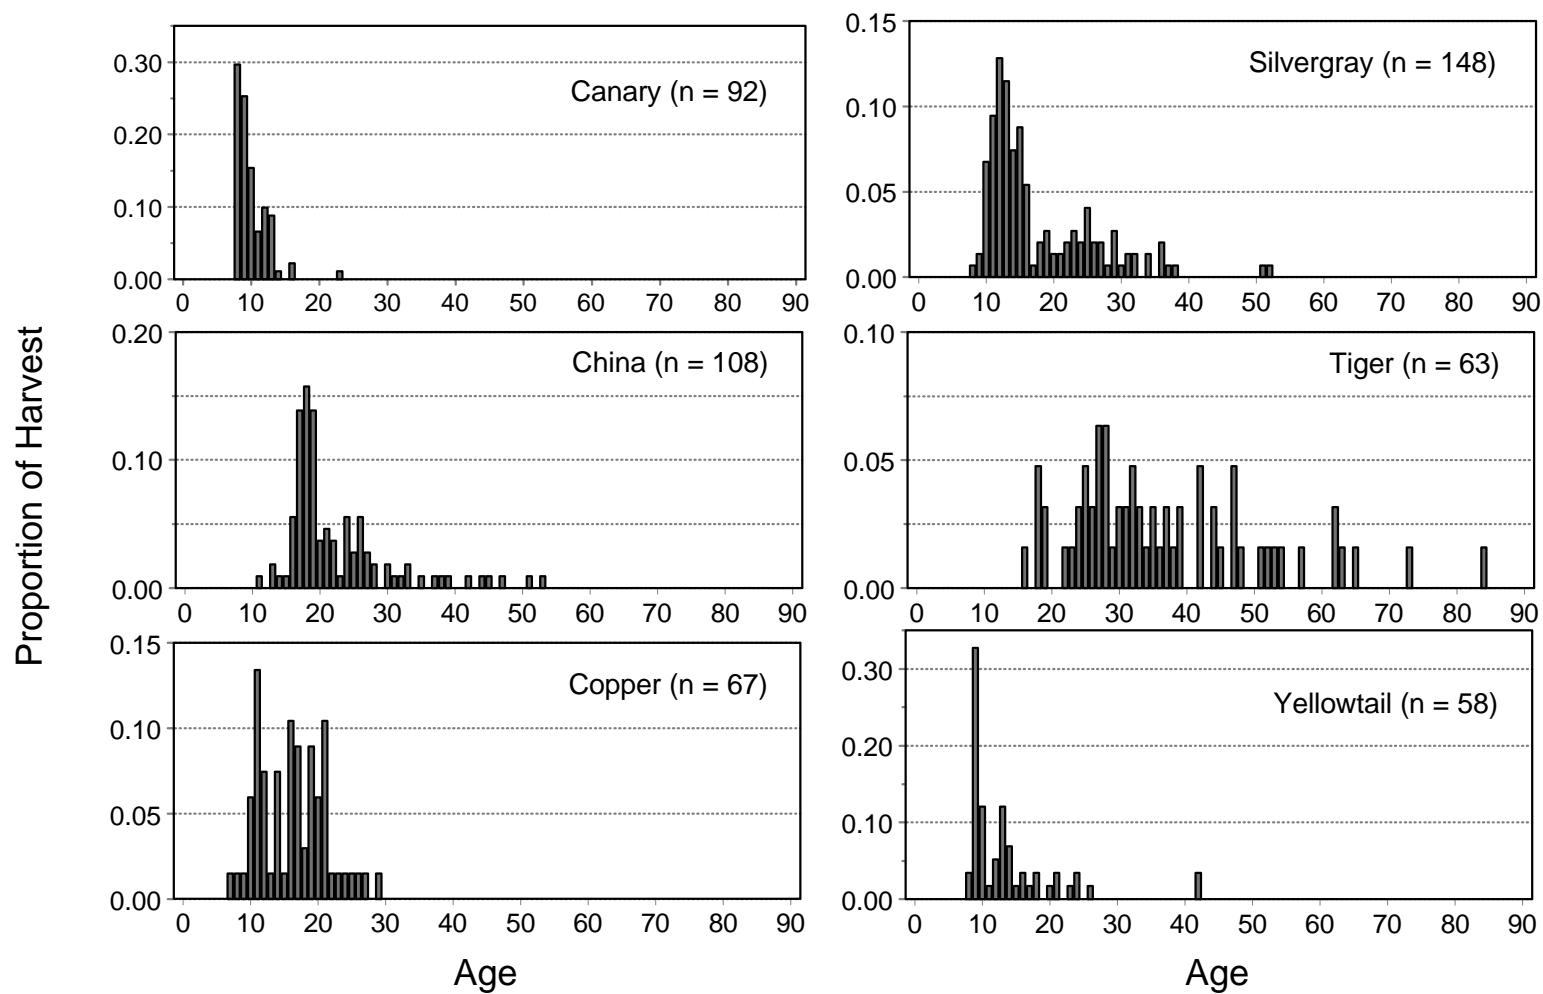 Proportion of Harvest
Canary (n = 92)
0.30
0.20
0.10
0.00
0 10 20 30 40 50 60 70 80 90
Silvergray (n = 148)
0.15
0.10
0.05
0.00
0 10 20 30 40 50 60 70 80 90
China (n = 108)
0.20
0.10
0.00
0 10 20 30 40 50 60 70 80 90
Tiger (n = 63)
0.10
0.05
0.00
0 10 20 30 40 50 60 70 80 90
Copper (n = 67)
0.15
0.10
0.05
0.00
0 10 20 30 40 50 60 70 80 90
Age
Yellowtail (n = 58)
0.30
0.20
0.10
0.00
0 10 20 30 40 50 60 70 80 90
Age